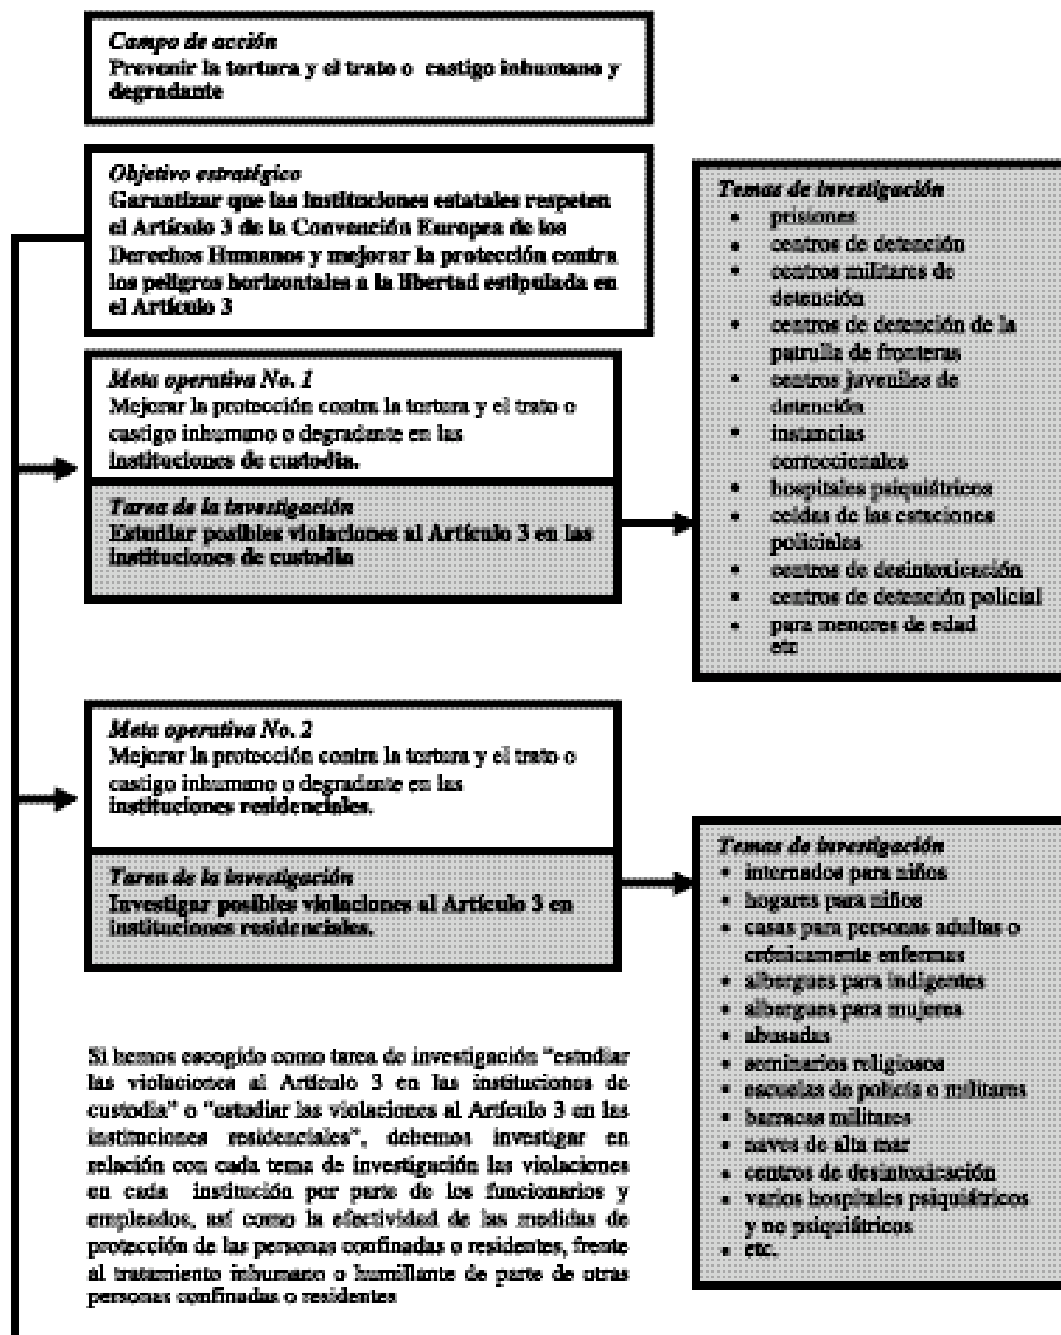 Campo de acción
Prevenir la tortura y el trato o castigo inhumano y
degradante
Objetivo estratégico
Garantizar que las instituciones estatales respeten
el Artículo 3 de la Convención Europea de los
Derechos Humanos y mejorar la protección contra
los peligros horizontales a la libertad estipulada en
el Artículo 3
Meta operativa No. 1
Mejorar la protección contra la tortura y el trato o
castigo inhumano o degradante en las
instituciones de custodia.
Tarea de la investigación
Estudiar posibles violaciones al Artículo 3 en las
instituciones de custodia
Temas de investigación
• prisiones
• centros de detención
• centros militares de
detención
• centros de detención de la
patrulla de fronteras
• centros juveniles de
detención
• instancias
correccionales
• hospitales psiquiátricos
• celdas de las estaciones
policiales
• centros de desintoxicación
• centros de detención policial
• para menores de edad
etc
Meta operativa No. 2
Mejorar la protección contra la tortura y el trato o
castigo inhumano o degradante en las
instituciones residenciales.
Tarea de la investigación
Investigar posibles violaciones al Artículo 3 en
instituciones residenciales.
Temas de investigación
• internados para niños
• hogares para niños
• casas para personas adultas o
crónicamente enfermas
• albergues para indigentes
• albergues para mujeres
• abusadas
• seminarios religiosos
• escuelas de policía o militares
• barracas militares
• naves de alta mar
• centros de desintoxicación
• varios hospitales psiquiátricos
y no psiquiátricos
• etc.
Si hemos escogido como tarea de investigación "estudiar
las violaciones al Artículo 3 en las instituciones de
custodia" o "estudiar las violaciones al Artículo 3 en las
instituciones residenciales", debemos investigar en
relación con cada tema de investigación las violaciones
en cada institución por parte de los funcionarios y
empleados, así como la efectividad de las medidas de
protección de las personas confinadas o residentes, frente
al tratamiento inhumano o humillante de parte de otras
personas confinadas o residentes